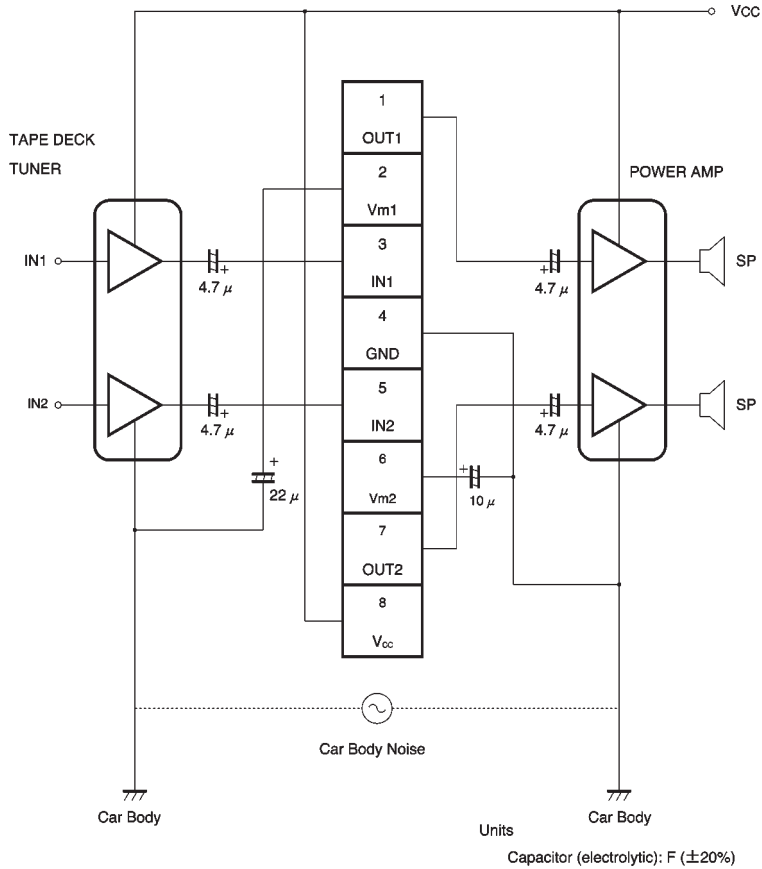 VCC
1
OUT1
TAPE DECK
TUNER
2
Vm1
POWER AMP
IN1
+
4.7 μ
3
IN1
+
4.7 μ
SP
4
GND
IN2
+
4.7 μ
5
IN2
+
4.7 μ
SP
+
22 μ
6
Vm2
+
10 μ
7
OUT2
8
Vcc
Car Body Noise
Car Body
Car Body
Units
Capacitor (electrolytic): F (±20%)